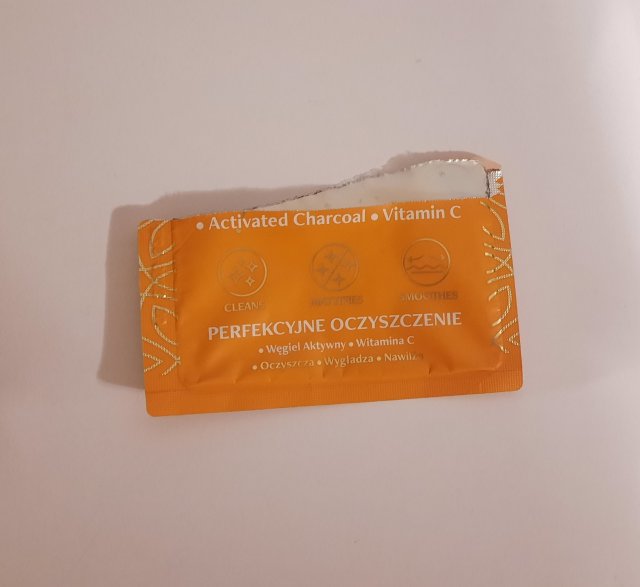 • Activated Charcoal • Vitamin C
CLEANS MATTIFIES SMOOTHES
PERFEKCYJNE OCZYSZCZENIE
• Węgiel Aktywny • Witamina C
• Oczyszcza • Wygładza • Nawilża